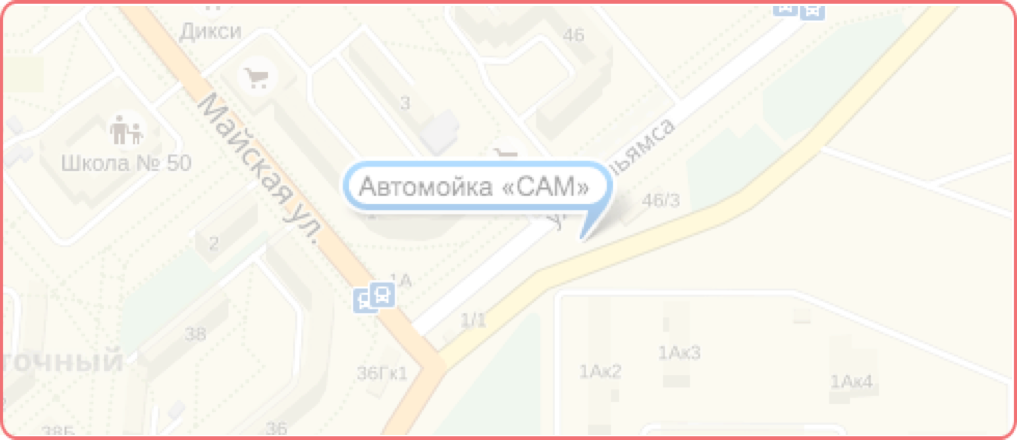 Дикси
46
3
Школа № 50
Майская ул.
Автомойка «САМ»
46/3
2
1А
1/1
38
36Гк1
1Ак3
1Ак2
1Ак4
36
38Б